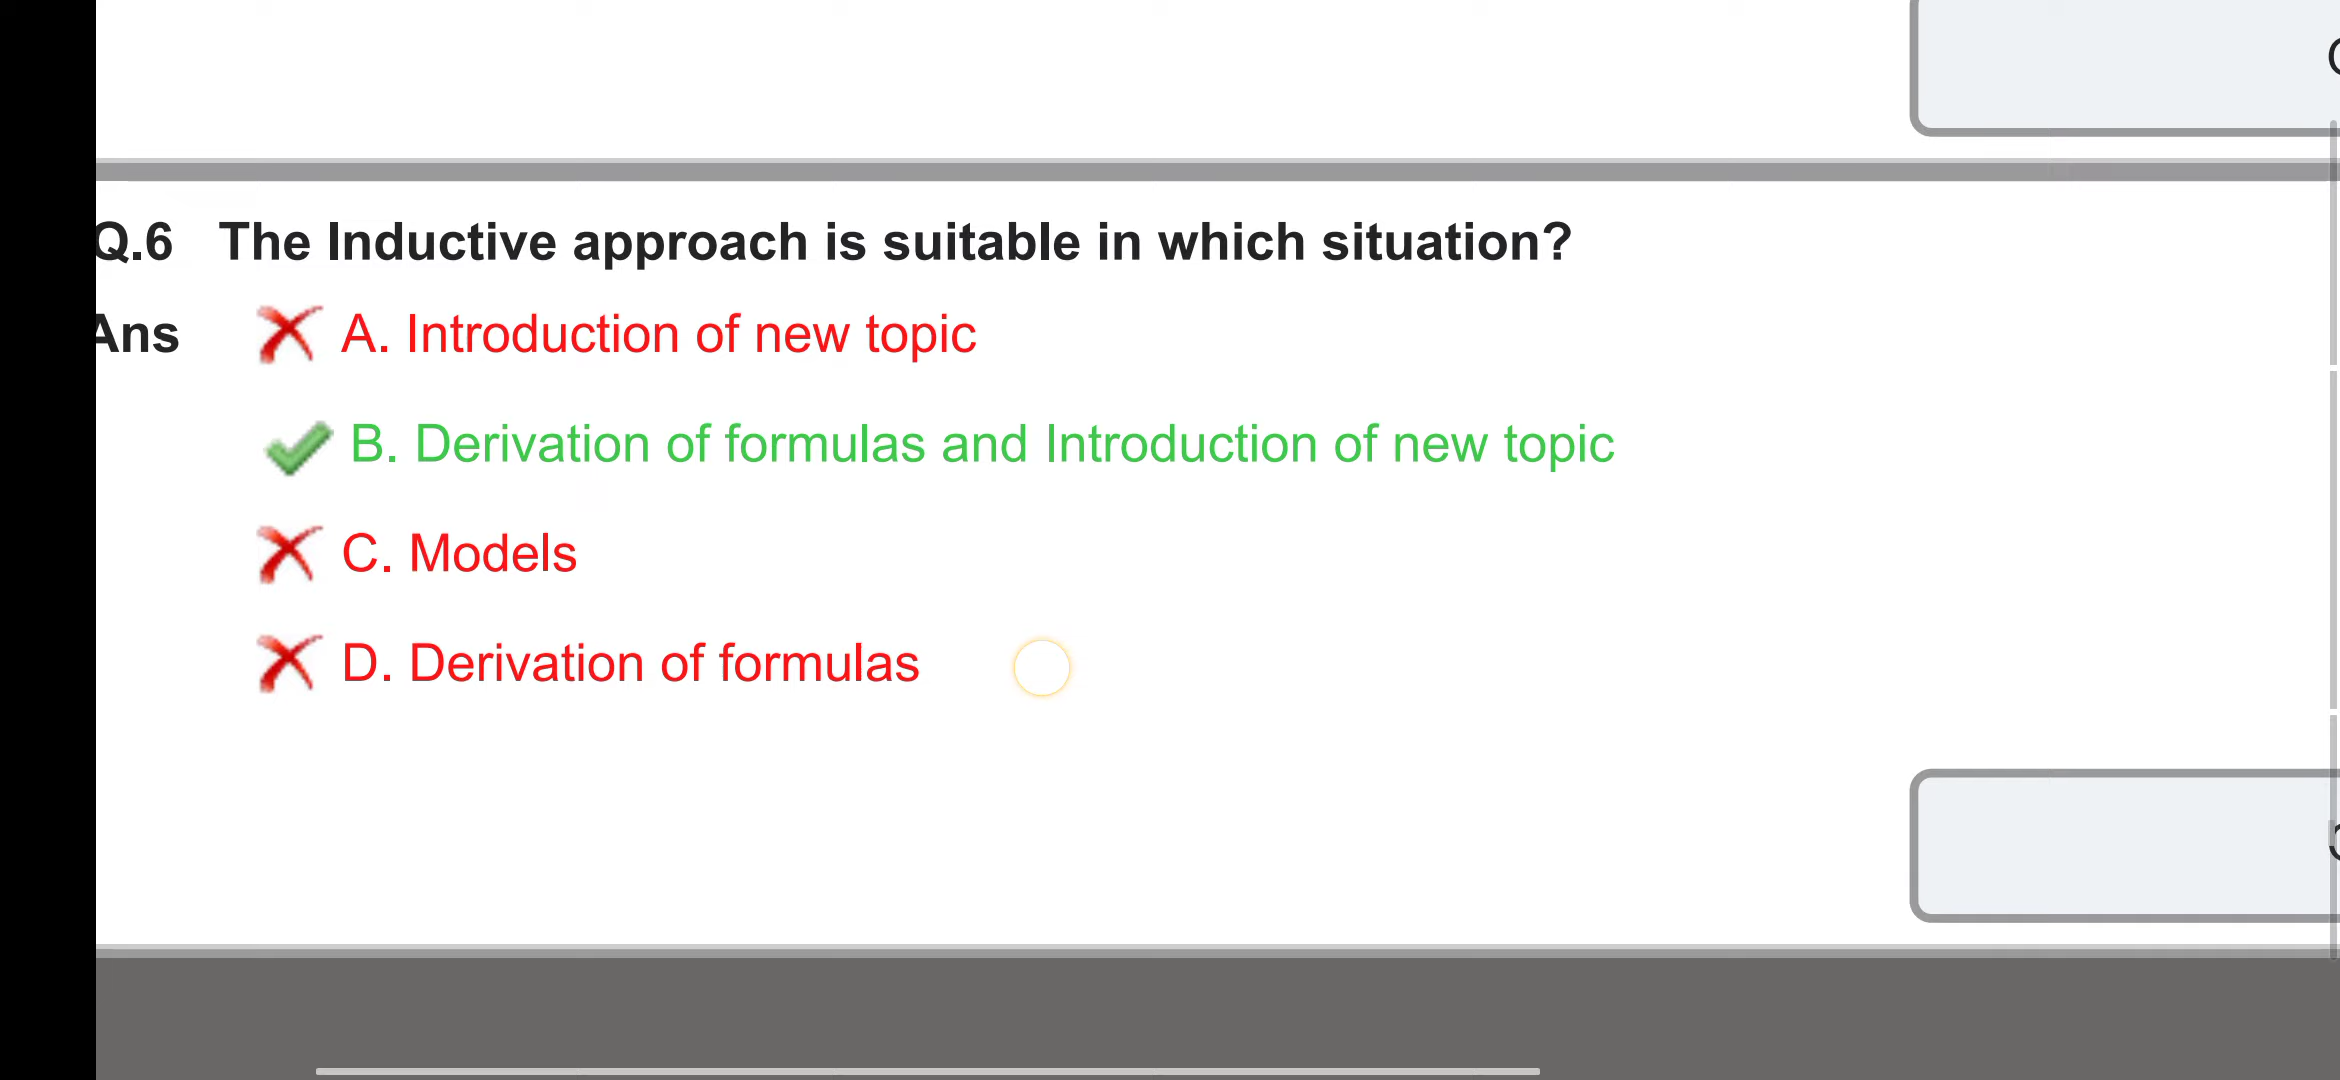 Q.6 The Inductive approach is suitable in which situation?
Ans A. Introduction of new topic
B. Derivation of formulas and Introduction of new topic
C. Models
D. Derivation of formulas